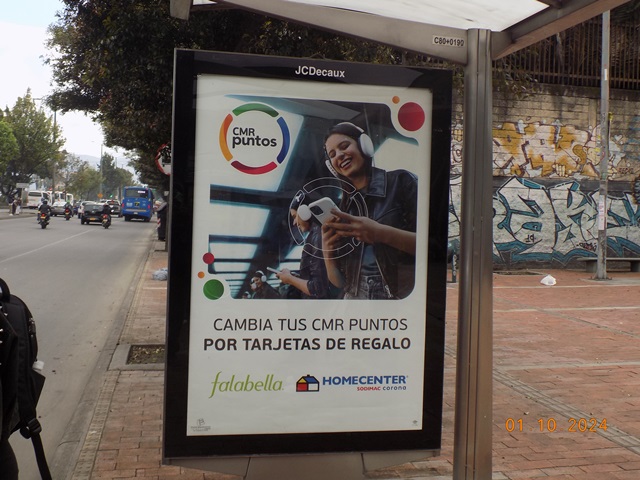 C80+0190
JCDecaux
CMR
puntos
CAMBIA TUS CMR PUNTOS
POR TARJETAS DE REGALO
falabella
HOMECENTER
SODIMAC corona
01 10 2024